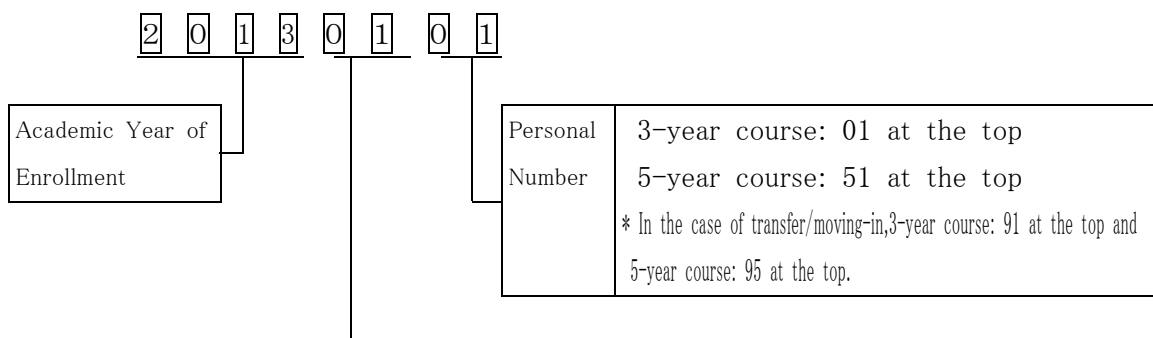 2 0 1 3 0 1 0 1
Academic Year of
Enrollment
Personal
Number
3-year course: 01 at the top
5-year course: 51 at the top
* In the case of transfer/moving-in,3-year course: 91 at the top and
5-year course: 95 at the top.